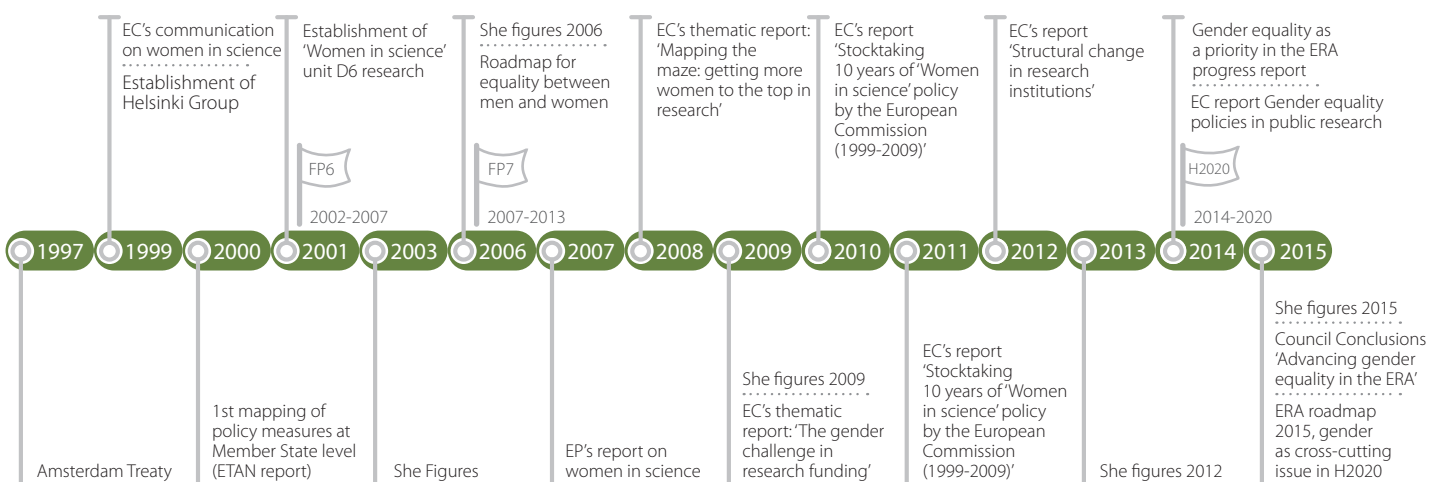 EC's communication
on women in science
Establishment of
Helsinki Group
Establishment of
‘Women in science’
unit D6 research
She figures 2006
Roadmap for
equality between
men and women
EC's thematic report:
‘Mapping the
maze: getting more
women to the top in
research’
EC's report
‘Stocktaking
10 years of ‘Women
in science’ policy
by the European
Commission
(1999-2009)’
EC's report
‘Structural change
in research
institutions’
Gender equality as
a priority in the ERA
progress report
EC report Gender equality
policies in public research
FP6
2002-2007
FP7
2007-2013
H2020
2014-2020
1997
1999
2000
2001
2003
2006
2007
2008
2009
2010
2011
2012
2013
2014
2015
Amsterdam Treaty
1st mapping of
policy measures at
Member State level
(ETAN report)
She Figures
EP's report on
women in science
She figures 2009
EC's thematic
report: ‘The gender
challenge in
research funding’
EC's report
‘Stocktaking
10 years of ‘Women
in science’ policy
by the European
Commission
(1999-2009)’
She figures 2012
She figures 2015
Council Conclusions
‘Advancing gender
equality in the ERA’
ERA roadmap
2015, gender
as cross-cutting
issue in H2020